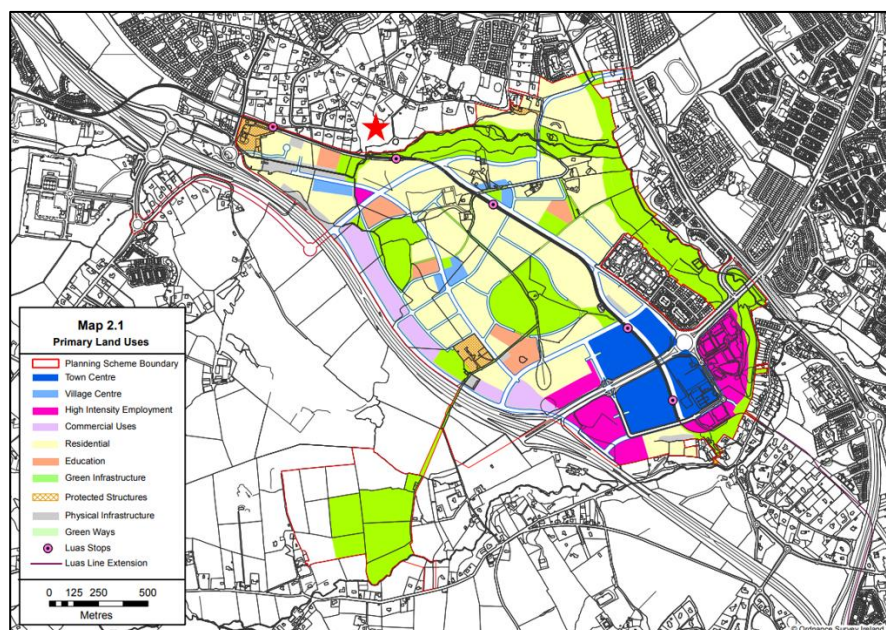 Map 2.1
Primary Land Uses
Planning Scheme Boundary
Town Centre
Village Centre
High Intensity Employment
Commercial Uses
Residential
Education
Green Infrastructure
Protected Structures
Physical Infrastructure
Green Ways
Luas Stops
Luas Line Extension
0 125 250 500
Metres
© Ordnance Survey Ireland